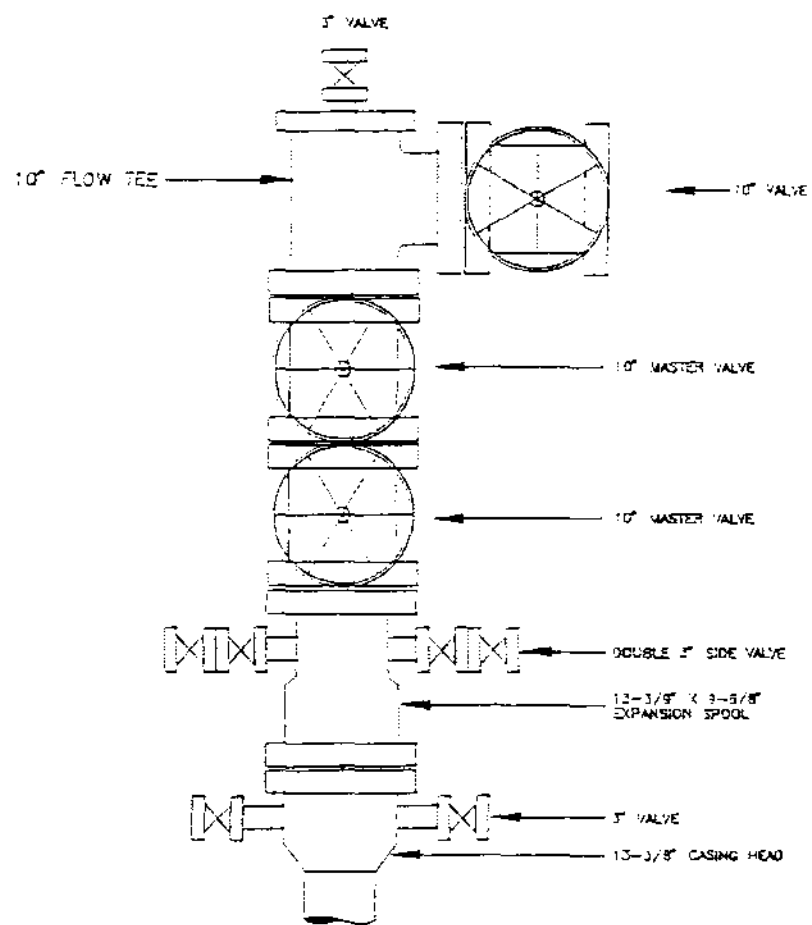 3" VALVE
10" FLOW TEE
10" VALVE
10" MASTER VALVE
10" MASTER VALVE
DOUBLE 3" SIDE VALVE
13-3/8" X 9-5/8"
EXPANSION SPOOL
3" VALVE
13-3/8" CASING HEAD